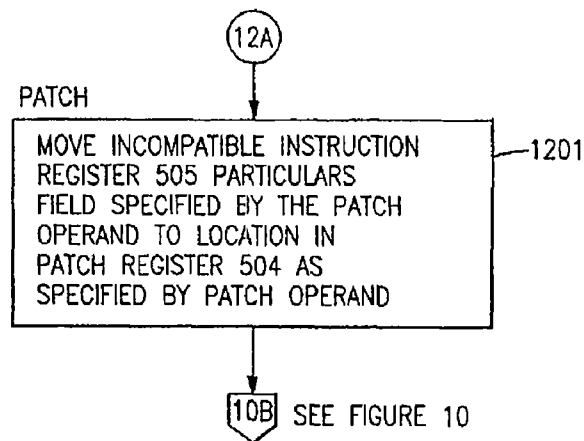 12A
PATCH
MOVE INCOMPATIBLE INSTRUCTION
REGISTER 505 PARTICULARS
FIELD SPECIFIED BY THE PATCH
OPERAND TO LOCATION IN
PATCH REGISTER 504 AS
SPECIFIED BY PATCH OPERAND
1201
10B SEE FIGURE 10